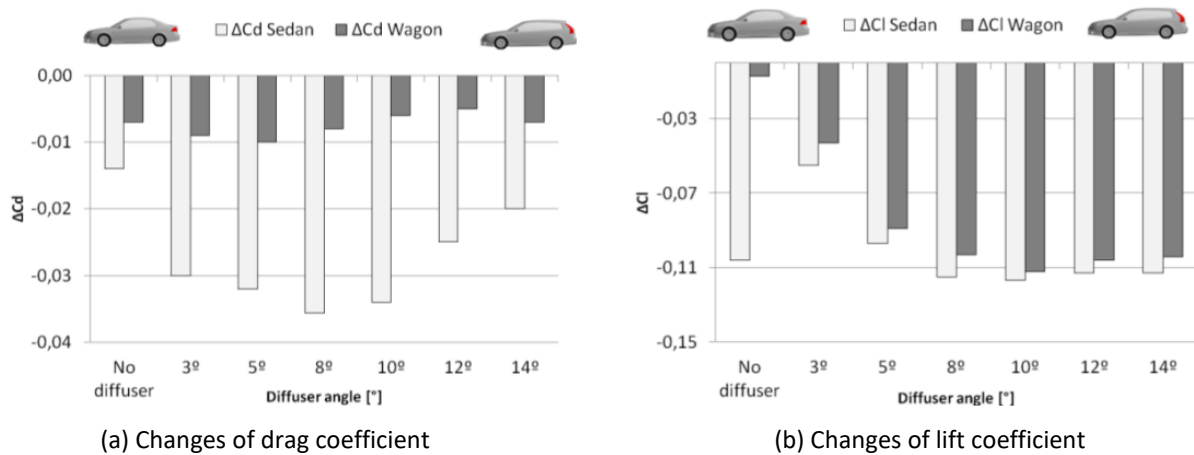 ΔCd Sedan ΔCd Wagon
0,00
-0,01
-0,02
-0,03
-0,04
ΔCd
No diffuser 3º 5º 8º 10º 12º 14º
Diffuser angle [°]
(a) Changes of drag coefficient
ΔCl Sedan ΔCl Wagon
-0,03
-0,07
-0,11
-0,15
ΔCl
No diffuser 3º 5º 8º 10º 12º 14º
Diffuser angle [°]
(b) Changes of lift coefficient